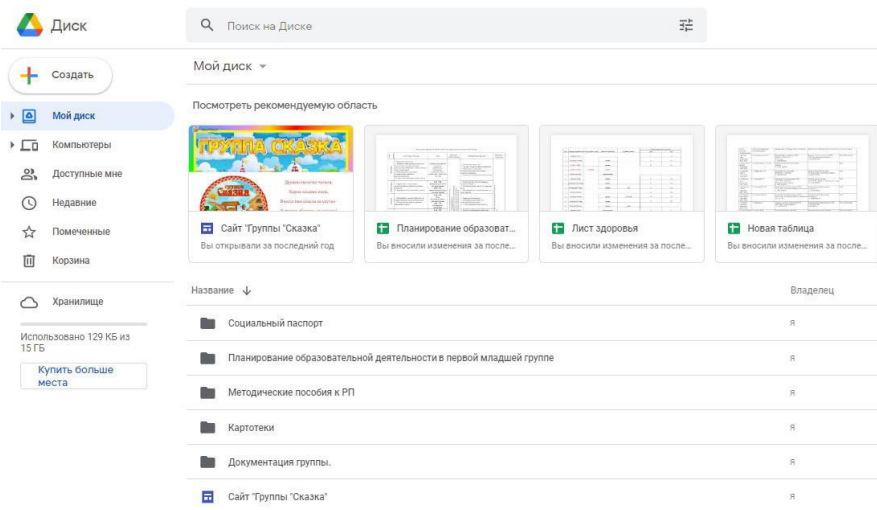 Диск
Поиск на Диске
Создать
Мой диск
Компьютеры
Доступные мне
Недавние
Помеченные
Корзина
Хранилище
Использовано 129 КБ из
15 ГБ
Купить больше
места
Мой диск
Посмотреть рекомендуемую область
ГРУППА СКАЗКА
Сказка
Сайт "Группы "Сказка"
Вы открывали за последний год
Планирование образоват...
Вы вносили изменения за после...
Лист здоровья
Вы вносили изменения за после...
Новая таблица
Вы вносили изменения за после...
Название
Владелец
Социальный паспорт
я
Планирование образовательной деятельности в первой младшей группе
я
Методические пособия к РП
я
Картотеки
я
Документация группы.
я
Сайт "Группы "Сказка"
я